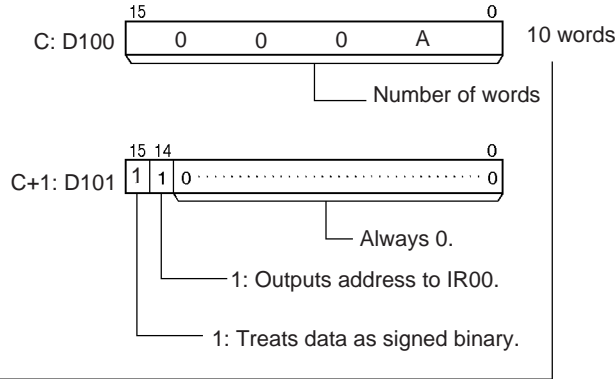 15 0
C: D100 0 0 0 A 10 words
Number of words
15 14 0
C+1: D101 1 1 0 ...................................... 0
Always 0.
1: Outputs address to IR00.
1: Treats data as signed binary.